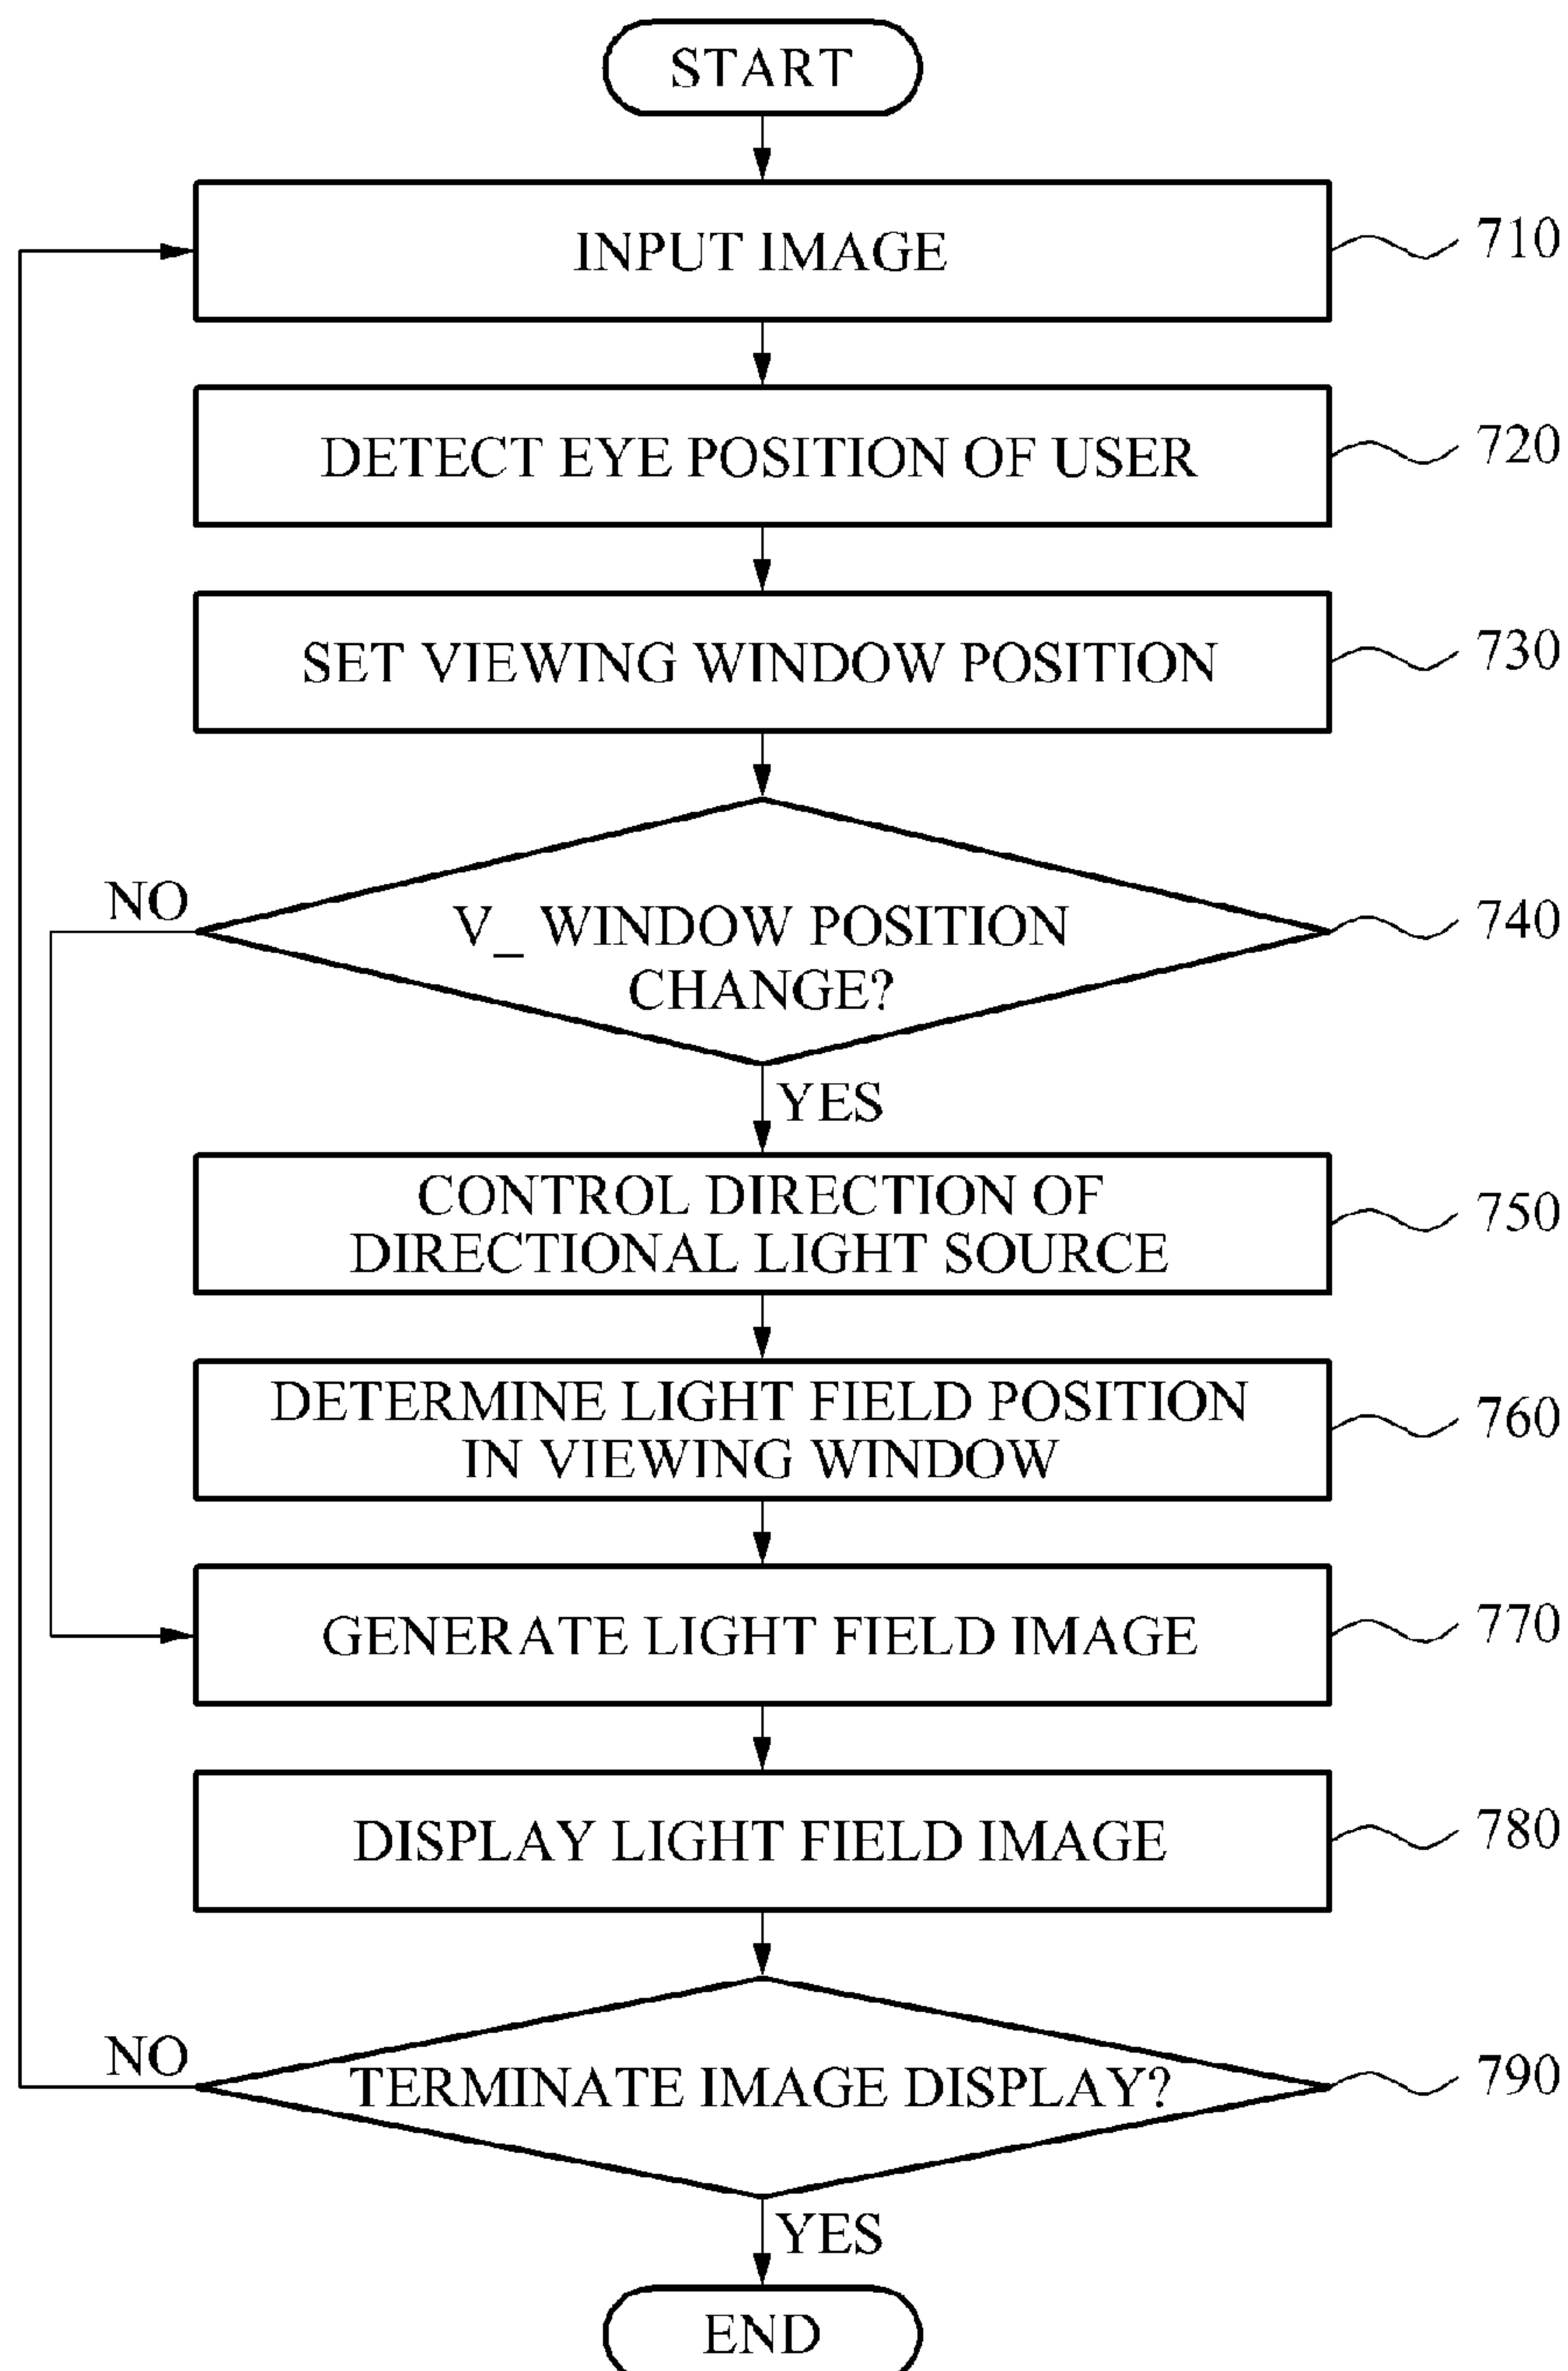 START
INPUT IMAGE
710
DETECT EYE POSITION OF USER
720
SET VIEWING WINDOW POSITION
730
NO
V_ WINDOW POSITION
CHANGE?
740
YES
CONTROL DIRECTION OF
DIRECTIONAL LIGHT SOURCE
750
DETERMINE LIGHT FIELD POSITION
IN VIEWING WINDOW
760
GENERATE LIGHT FIELD IMAGE
770
DISPLAY LIGHT FIELD IMAGE
780
NO
TERMINATE IMAGE DISPLAY?
790
YES
END